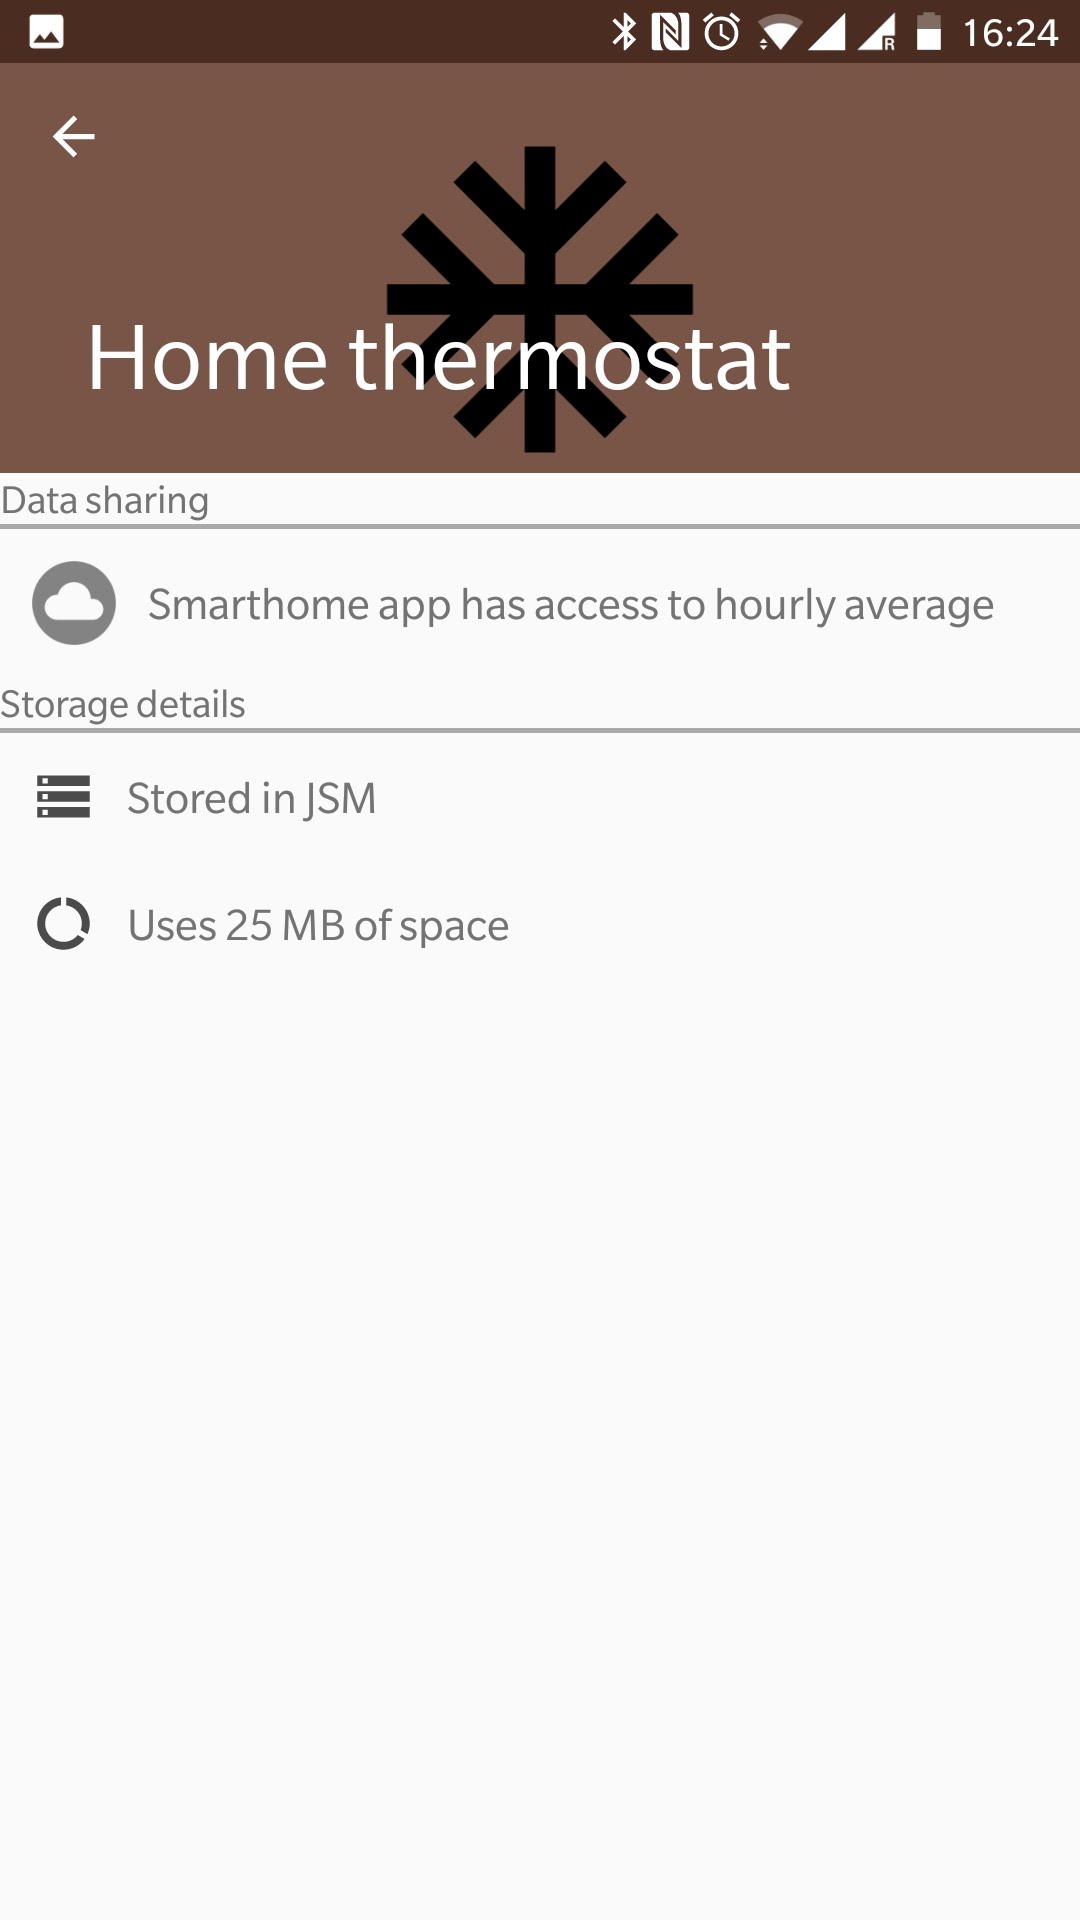 16:24
Home thermostat
Data sharing
Smarthome app has access to hourly average
Storage details
Stored in JSM
Uses 25 MB of space